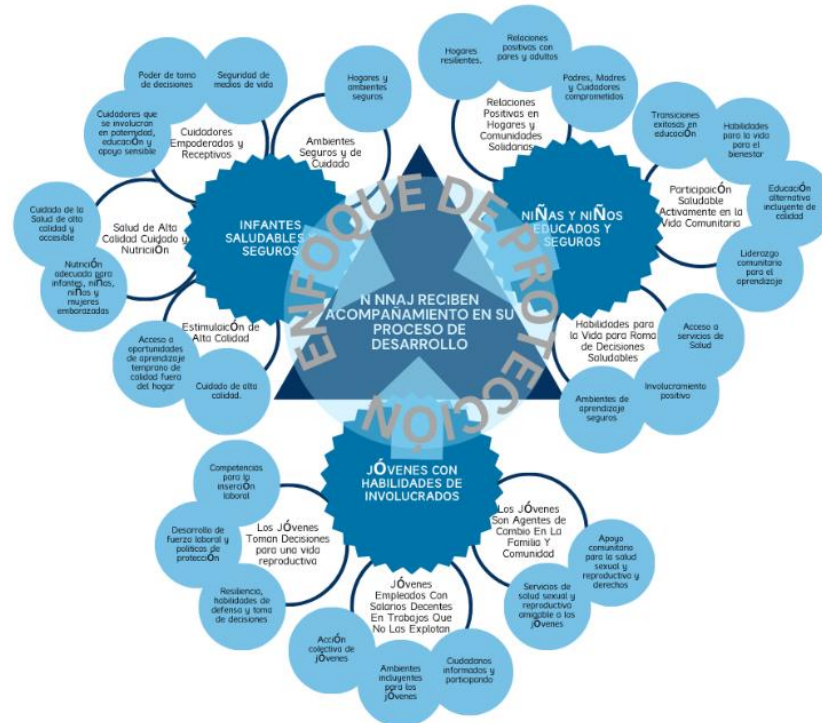 Poder de toma
de decisiones
Seguridad de
medios de vida
Cuidadores que
se involucran
en paternidad,
educaciÓn y
apoyo sensible
Cuidadores
Empoderados y
Receptivos
Hogares y
ambientes
seguros
Ambientes
Seguros y de
Cuidado
Cuidado de la
Salud de alta
calidad y
accesible
Salud de Alta
Calidad Cuidado y
NutriciÓn
NutriciÓn
adecuada para
infantes, niÑas,
niÑas y
mujeres
embarazadas
INFANTES
SALUDABLES Y
SEGUROS
EstimulaciÓn de
Alta Calidad
Acceso a
oportunidades
de aprendizaje
temprano de
calidad fuera
del hogar
Cuidado de alta
calidad.
Hogares
resilientes.
Relaciones
positivas con
pares y adultos
Padres, Madres
y Cuidadores
comprometidos
Relaciones
Positivas en
Hogares y
Comunidades
Solidarias
Transiciones
exitosas en
educaciÓn
Habilidades
para la vida
para el
bienestar
ParticipaicÓn
Saludable
Activamente en la
Vida Comunitaria
EducaciÓn
alternativa
incluyente de
calidad
Liderazgo
comunitario
para el
aprendizaje
NIÑAS Y NIÑOS
EDUCADOS Y
SEGUROS
Habilidades para
la Vida para Roma
de Decisiones
Saludables
Acceso a
servicios de
Salud
Involucramiento
positivo
Ambientes de
aprendizaje
seguros
ENFOQUE DE PROTECCIÓN
N NNAJ RECIBEN
ACOMPAÑAMIENTO EN SU
PROCESO DE
DESARROLLO
JÓVENES CON
HABILIDADES DE
INVOLUCRADOS
Competencias
para la
inserciÓn
laboral
Los JÓvenes
Toman Decisiones
para una vida
reproductiva
Desarrollo de
fuerza laboral y
políticas de
protecciÓn
Resiliencia,
habilidades de
defensa y toma
de decisiones
JÓvenes
Empleados Con
Salarios Decentes
En Trabajos Que
No Las Explotan
AcciÓn
colectiva de
jÓvenes
Ambientes
incluyentes
para los
jÓvenes
Ciudadanos
informados y
participando
Los JÓvenes
Son Agentes de
Cambio En La
Familia Y
Comunidad
Apoyo
comunitario
para la salud
sexual y
reproductiva y
derechos
Servicios de
salud sexual y
reproductiva
amigable a los
jÓvenes